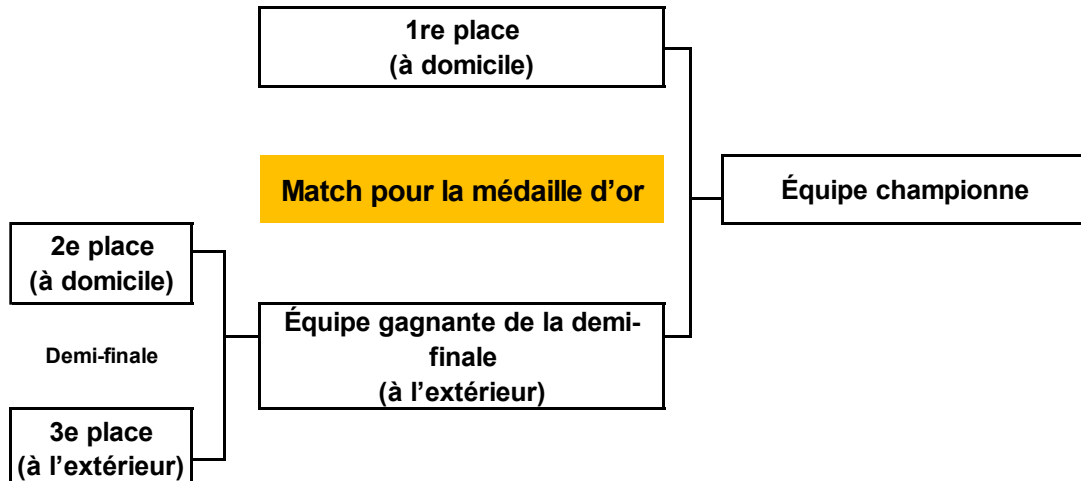 1re place
(à domicile)
Match pour la médaille d’or
Équipe championne
2e place
(à domicile)
Équipe gagnante de la demi-
finale
(à l’extérieur)
Demi-finale
3e place
(à l’extérieur)